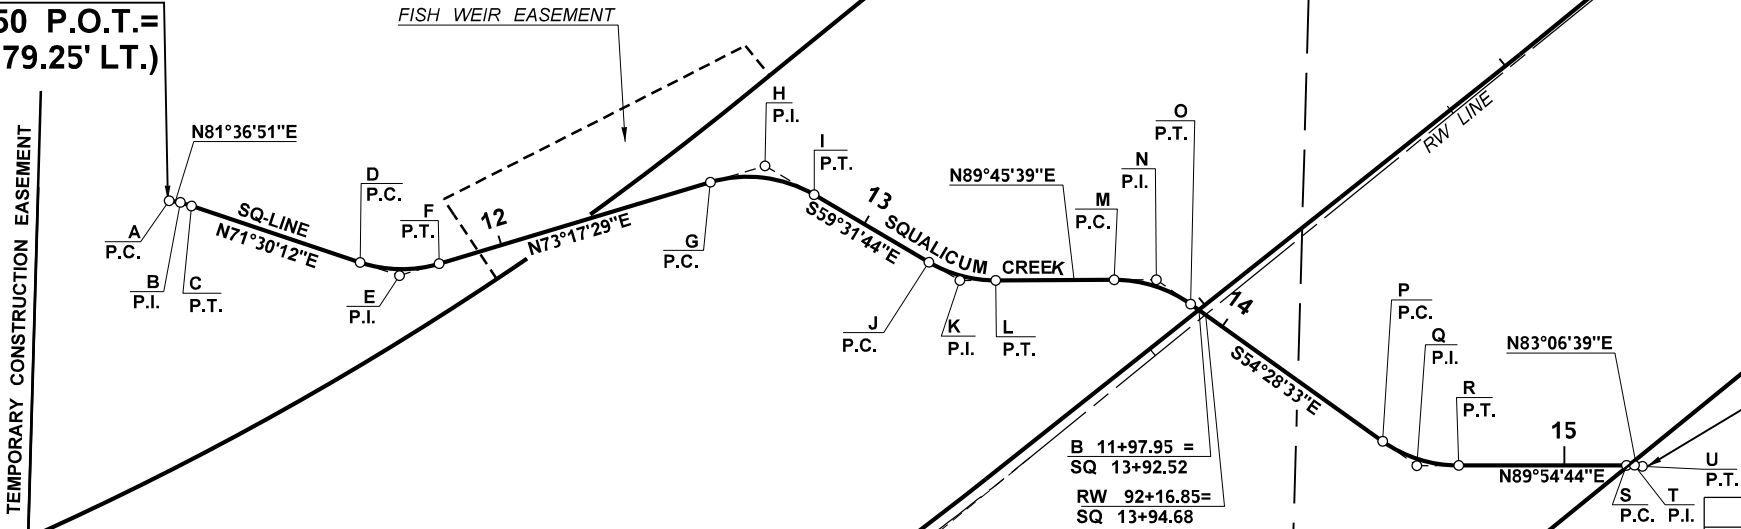 50 P.O.T.=
79.25' LT.)
FISH WEIR EASEMENT
TEMPORARY CONSTRUCTION EASEMENT
N81°36'51"E
A
P.C.
B
P.I.
C
P.T.
SQ-LINE
N71°30'12"E
D
P.C.
E
P.I.
F
P.T.
12
N73°17'29"E
G
P.C.
H
P.I.
I
P.T.
13
S59°31'44"E
SQUALICUM CREEK
J
P.C.
K
P.I.
L
P.T.
N89°45'39"E
M
P.C.
N
P.I.
O
P.T.
RW LINE
14
S54°28'33"E
B 11+97.95 =
SQ 13+92.52
RW 92+16.85=
SQ 13+94.68
P
P.C.
Q
P.I.
R
P.T.
15
N89°54'44"E
N83°06'39"E
S
P.C.
T
P.I.
U
P.T.